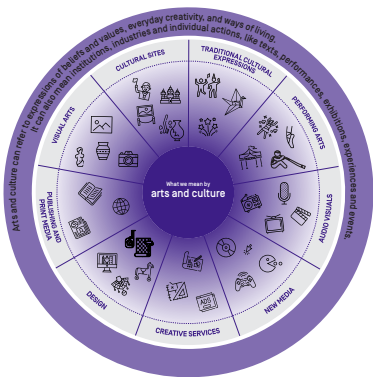 Arts and culture can refer to expressions of beliefs and values, everyday creativity, and ways of living.
It can also mean institutions, industries and individual actions, like texts, performances, exhibitions, experiences and events.
CULTURAL SITES
TRADITIONAL CULTURAL
EXPRESSIONS
PERFORMING ARTS
AUDIO VISUALS
NEW MEDIA
CREATIVE SERVICES
DESIGN
PUBLISHING AND
PRINT MEDIA
VISUAL ARTS
What we mean by
arts and culture
ADS